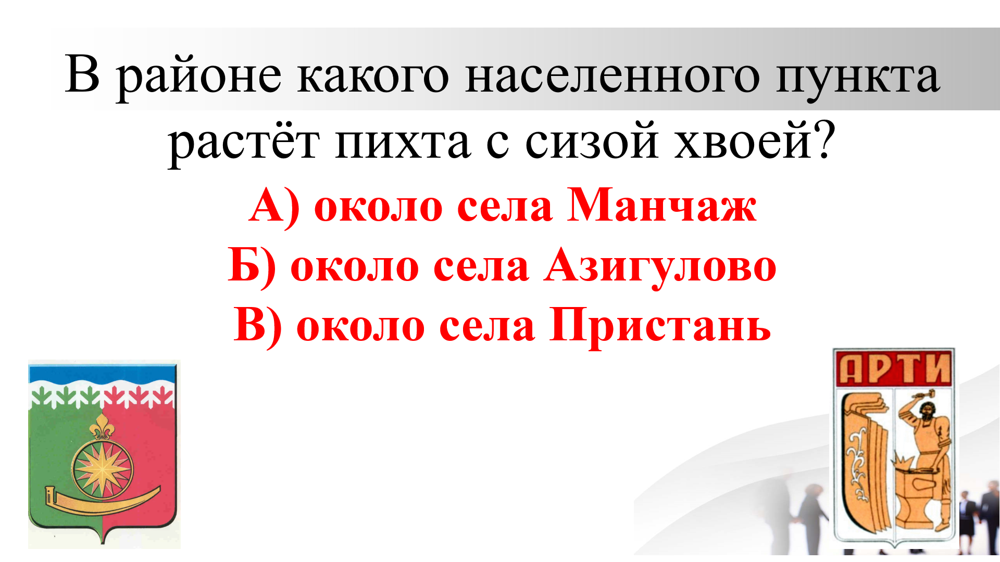 В районе какого населенного пункта
растёт пихта с сизой хвоей?
А) около села Манчаж
Б) около села Азигулово
В) около села Пристань
АРТИ